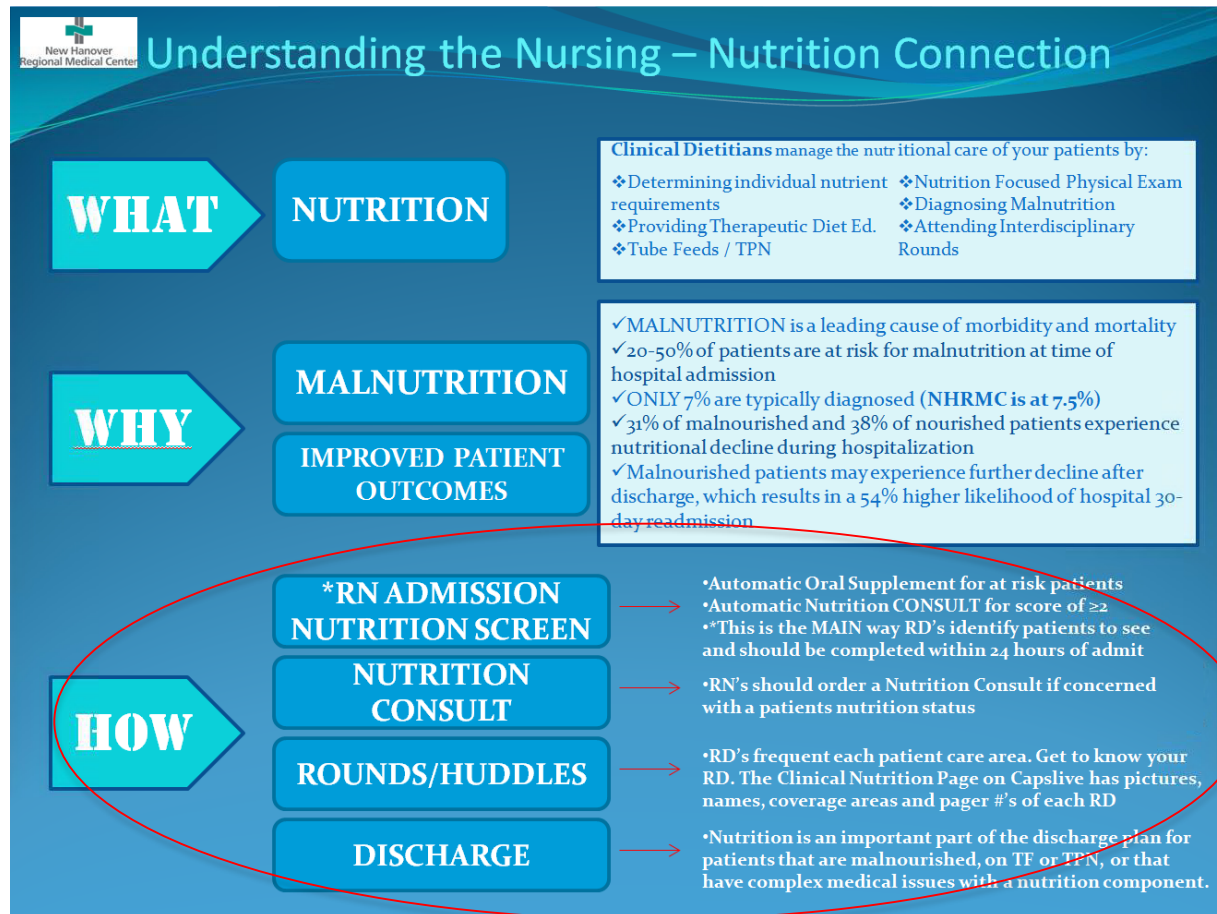 New Hanover
Regional Medical Center
Understanding the Nursing – Nutrition Connection
WHAT
NUTRITION
Clinical Dietitians manage the nutritional care of your patients by:
❖Determining individual nutrient
requirements
❖Providing Therapeutic Diet Ed.
❖Tube Feeds / TPN
❖Nutrition Focused Physical Exam
❖Diagnosing Malnutrition
❖Attending Interdisciplinary
Rounds
WHY
MALNUTRITION
IMPROVED PATIENT
OUTCOMES
✓MALNUTRITION is a leading cause of morbidity and mortality
✓20-50% of patients are at risk for malnutrition at time of
hospital admission
✓ONLY 7% are typically diagnosed (NHRMC is at 7.5%)
✓31% of malnourished and 38% of nourished patients experience
nutritional decline during hospitalization
✓Malnourished patients may experience further decline after
discharge, which results in a 54% higher likelihood of hospital 30-
day readmission
HOW
*RN ADMISSION
NUTRITION SCREEN
•Automatic Oral Supplement for at risk patients
•Automatic Nutrition CONSULT for score of ≥2
•*This is the MAIN way RD's identify patients to see
and should be completed within 24 hours of admit
NUTRITION
CONSULT
•RN's should order a Nutrition Consult if concerned
with a patients nutrition status
ROUNDS/HUDDLES
•RD's frequent each patient care area. Get to know your
RD. The Clinical Nutrition Page on Capslive has pictures,
names, coverage areas and pager #'s of each RD
DISCHARGE
•Nutrition is an important part of the discharge plan for
patients that are malnourished, on TF or TPN, or that
have complex medical issues with a nutrition component.